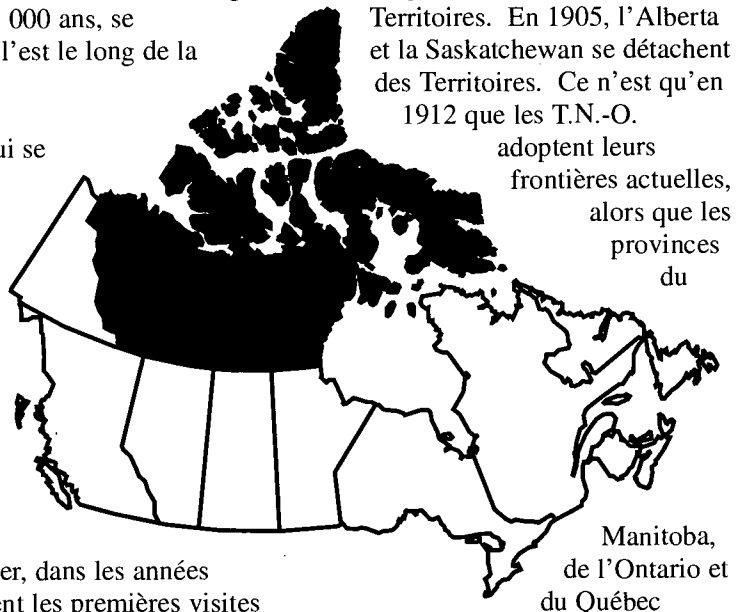 000 ans, se
l'est le long de la
ui se
er, dans les années
ent les premières visites
Territoires. En 1905, l'Alberta
et la Saskatchewan se détachent
des Territoires. Ce n'est qu'en
1912 que les T.N.-O.
adoptent leurs
frontières actuelles,
alors que les
provinces
du
Manitoba,
de l'Ontario et
du Québec